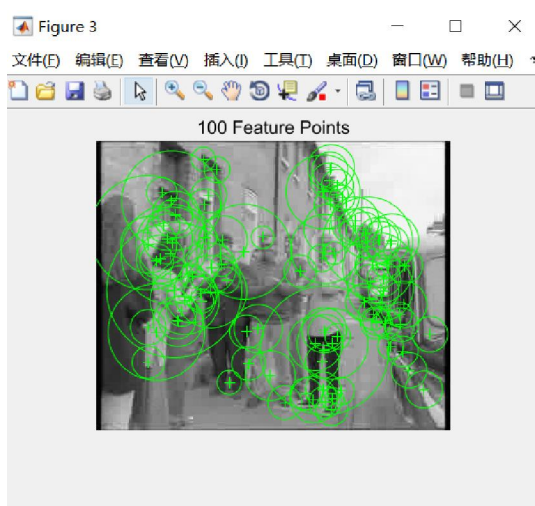 Figure 3
文件(F) 编辑(E) 查看(V) 插入(I) 工具(T) 桌面(D) 窗口(W) 帮助(H)
100 Feature Points